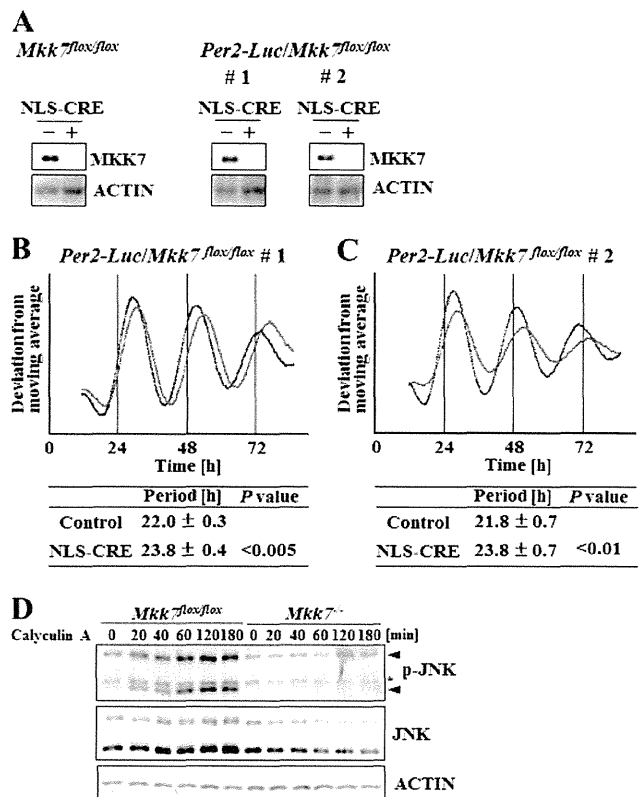 A
Mkk7flox/flox Per2-Luc/Mkk7flox/flox
# 1 # 2
NLS-CRE NLS-CRE NLS-CRE
− + − + − +
MKK7 MKK7
ACTIN ACTIN
B Per2-Luc/Mkk7 flox/flox # 1
Deviation from moving average
0 24 48 72
Time [h]
Period [h] P value
Control 22.0 ± 0.3
NLS-CRE 23.8 ± 0.4 <0.005
C Per2-Luc/Mkk7 flox/flox # 2
Deviation from moving average
0 24 48 72
Time [h]
Period [h] P value
Control 21.8 ± 0.7
NLS-CRE 23.8 ± 0.7 <0.01
D
Mkk7flox/flox Mkk7-/-
Calyculin A 0 20 40 60 120 180 0 20 40 60 120 180 [min]
p-JNK
*
JNK
ACTIN